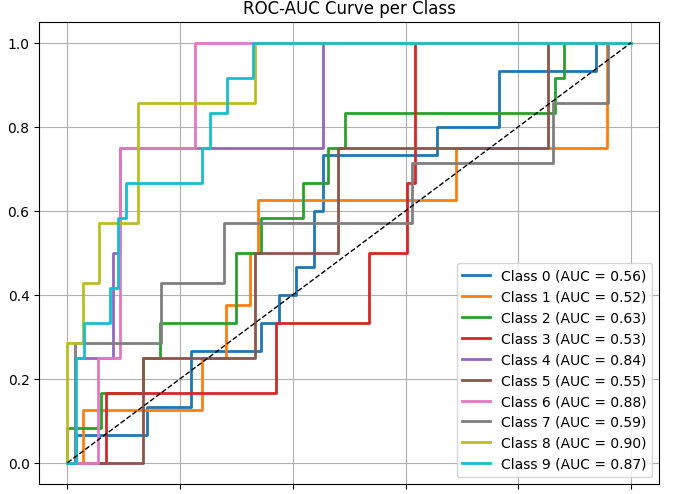 ROC-AUC Curve per Class
1.0
0.8
0.6
0.4
0.2
0.0
Class 0 (AUC = 0.56)
Class 1 (AUC = 0.52)
Class 2 (AUC = 0.63)
Class 3 (AUC = 0.53)
Class 4 (AUC = 0.84)
Class 5 (AUC = 0.55)
Class 6 (AUC = 0.88)
Class 7 (AUC = 0.59)
Class 8 (AUC = 0.90)
Class 9 (AUC = 0.87)